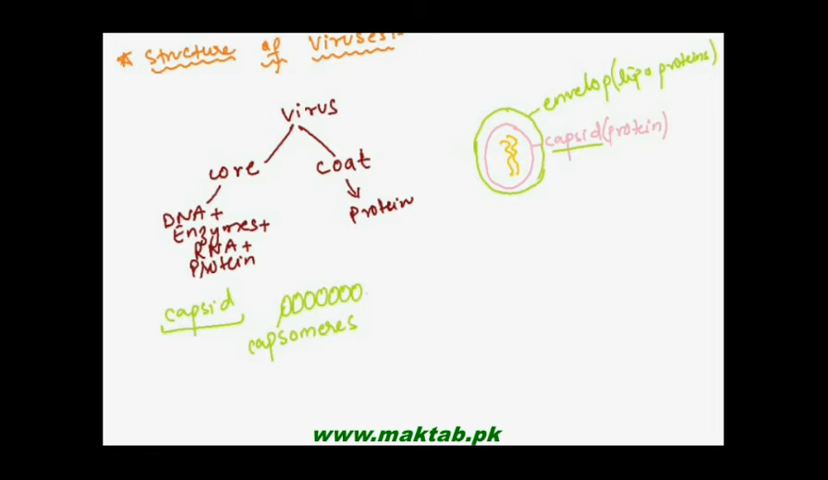 * Structure of Viruses:-
virus
core
coat
DNA+
Enzymes+
RNA+
Protein
Protein
capsid
capsomeres
envelop(lipo proteins)
capsid(protein)
www.maktab.pk